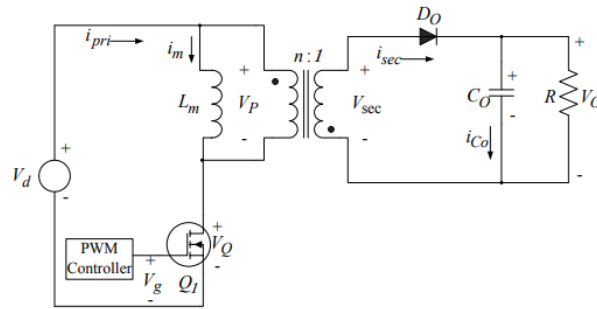 i_pri
i_m
n : 1
D_O
i_sec
+
+
+
+
+
L_m
V_P
V_sec
C_O
R
V_O
-
-
-
i_Co
+
V_d
-
-
+
V_Q
PWM
Controller
+
V_g
-
Q_1
-